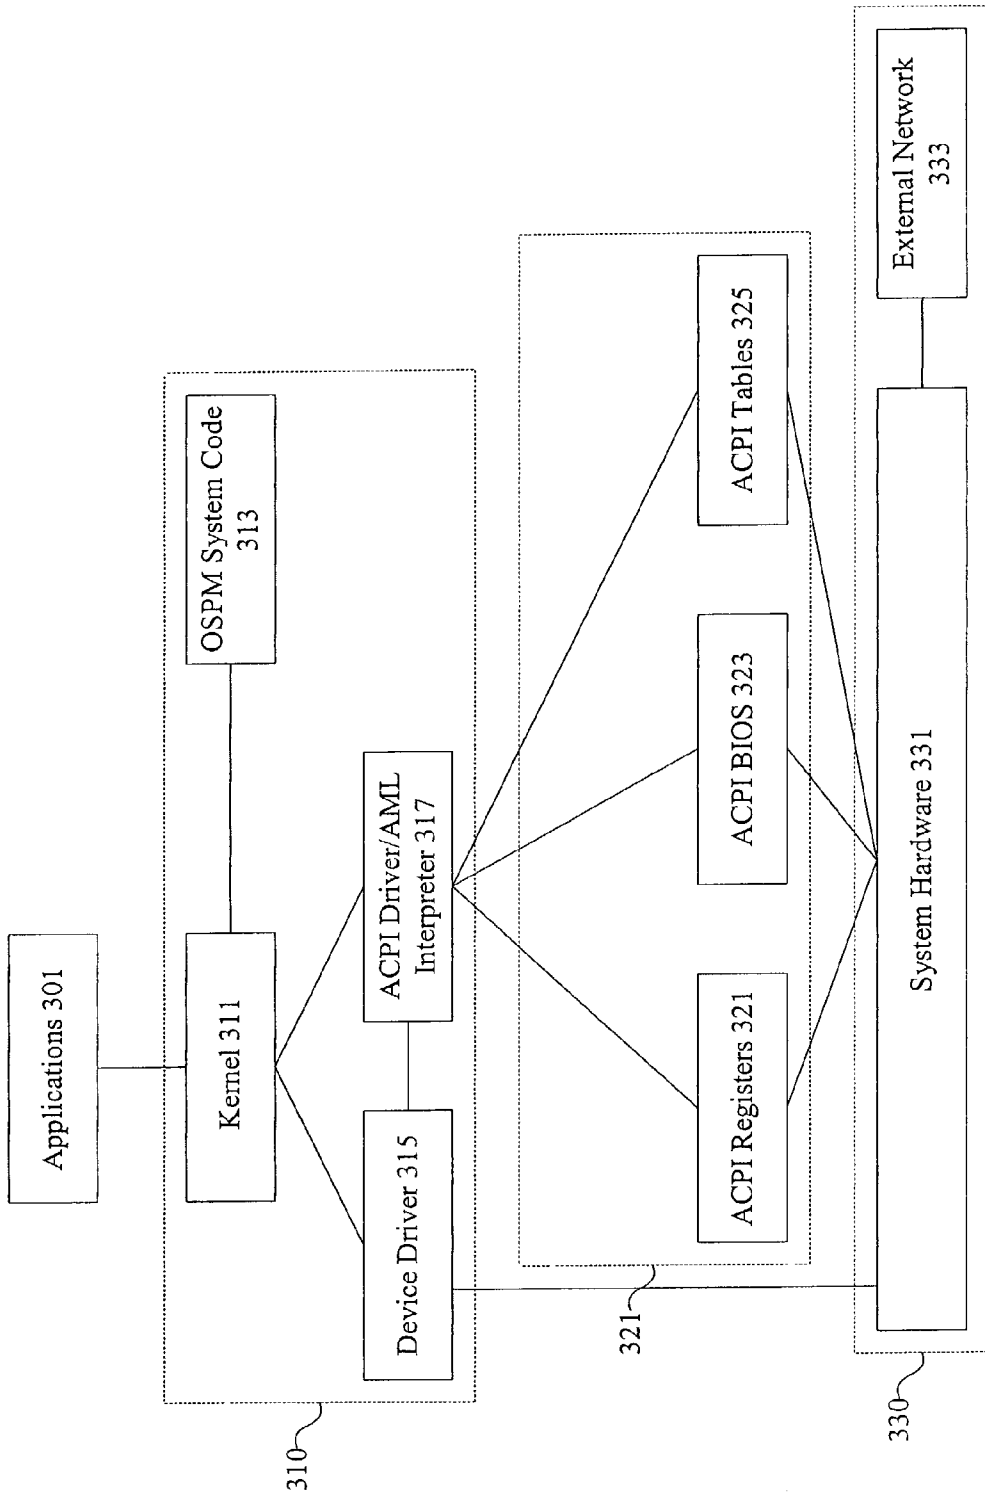 Applications 301
Kernel 311
OSPM System Code
313
Device Driver 315
ACPI Driver/AML
Interpreter 317
310
ACPI Registers 321
ACPI BIOS 323
ACPI Tables 325
321
System Hardware 331
External Network
333
330